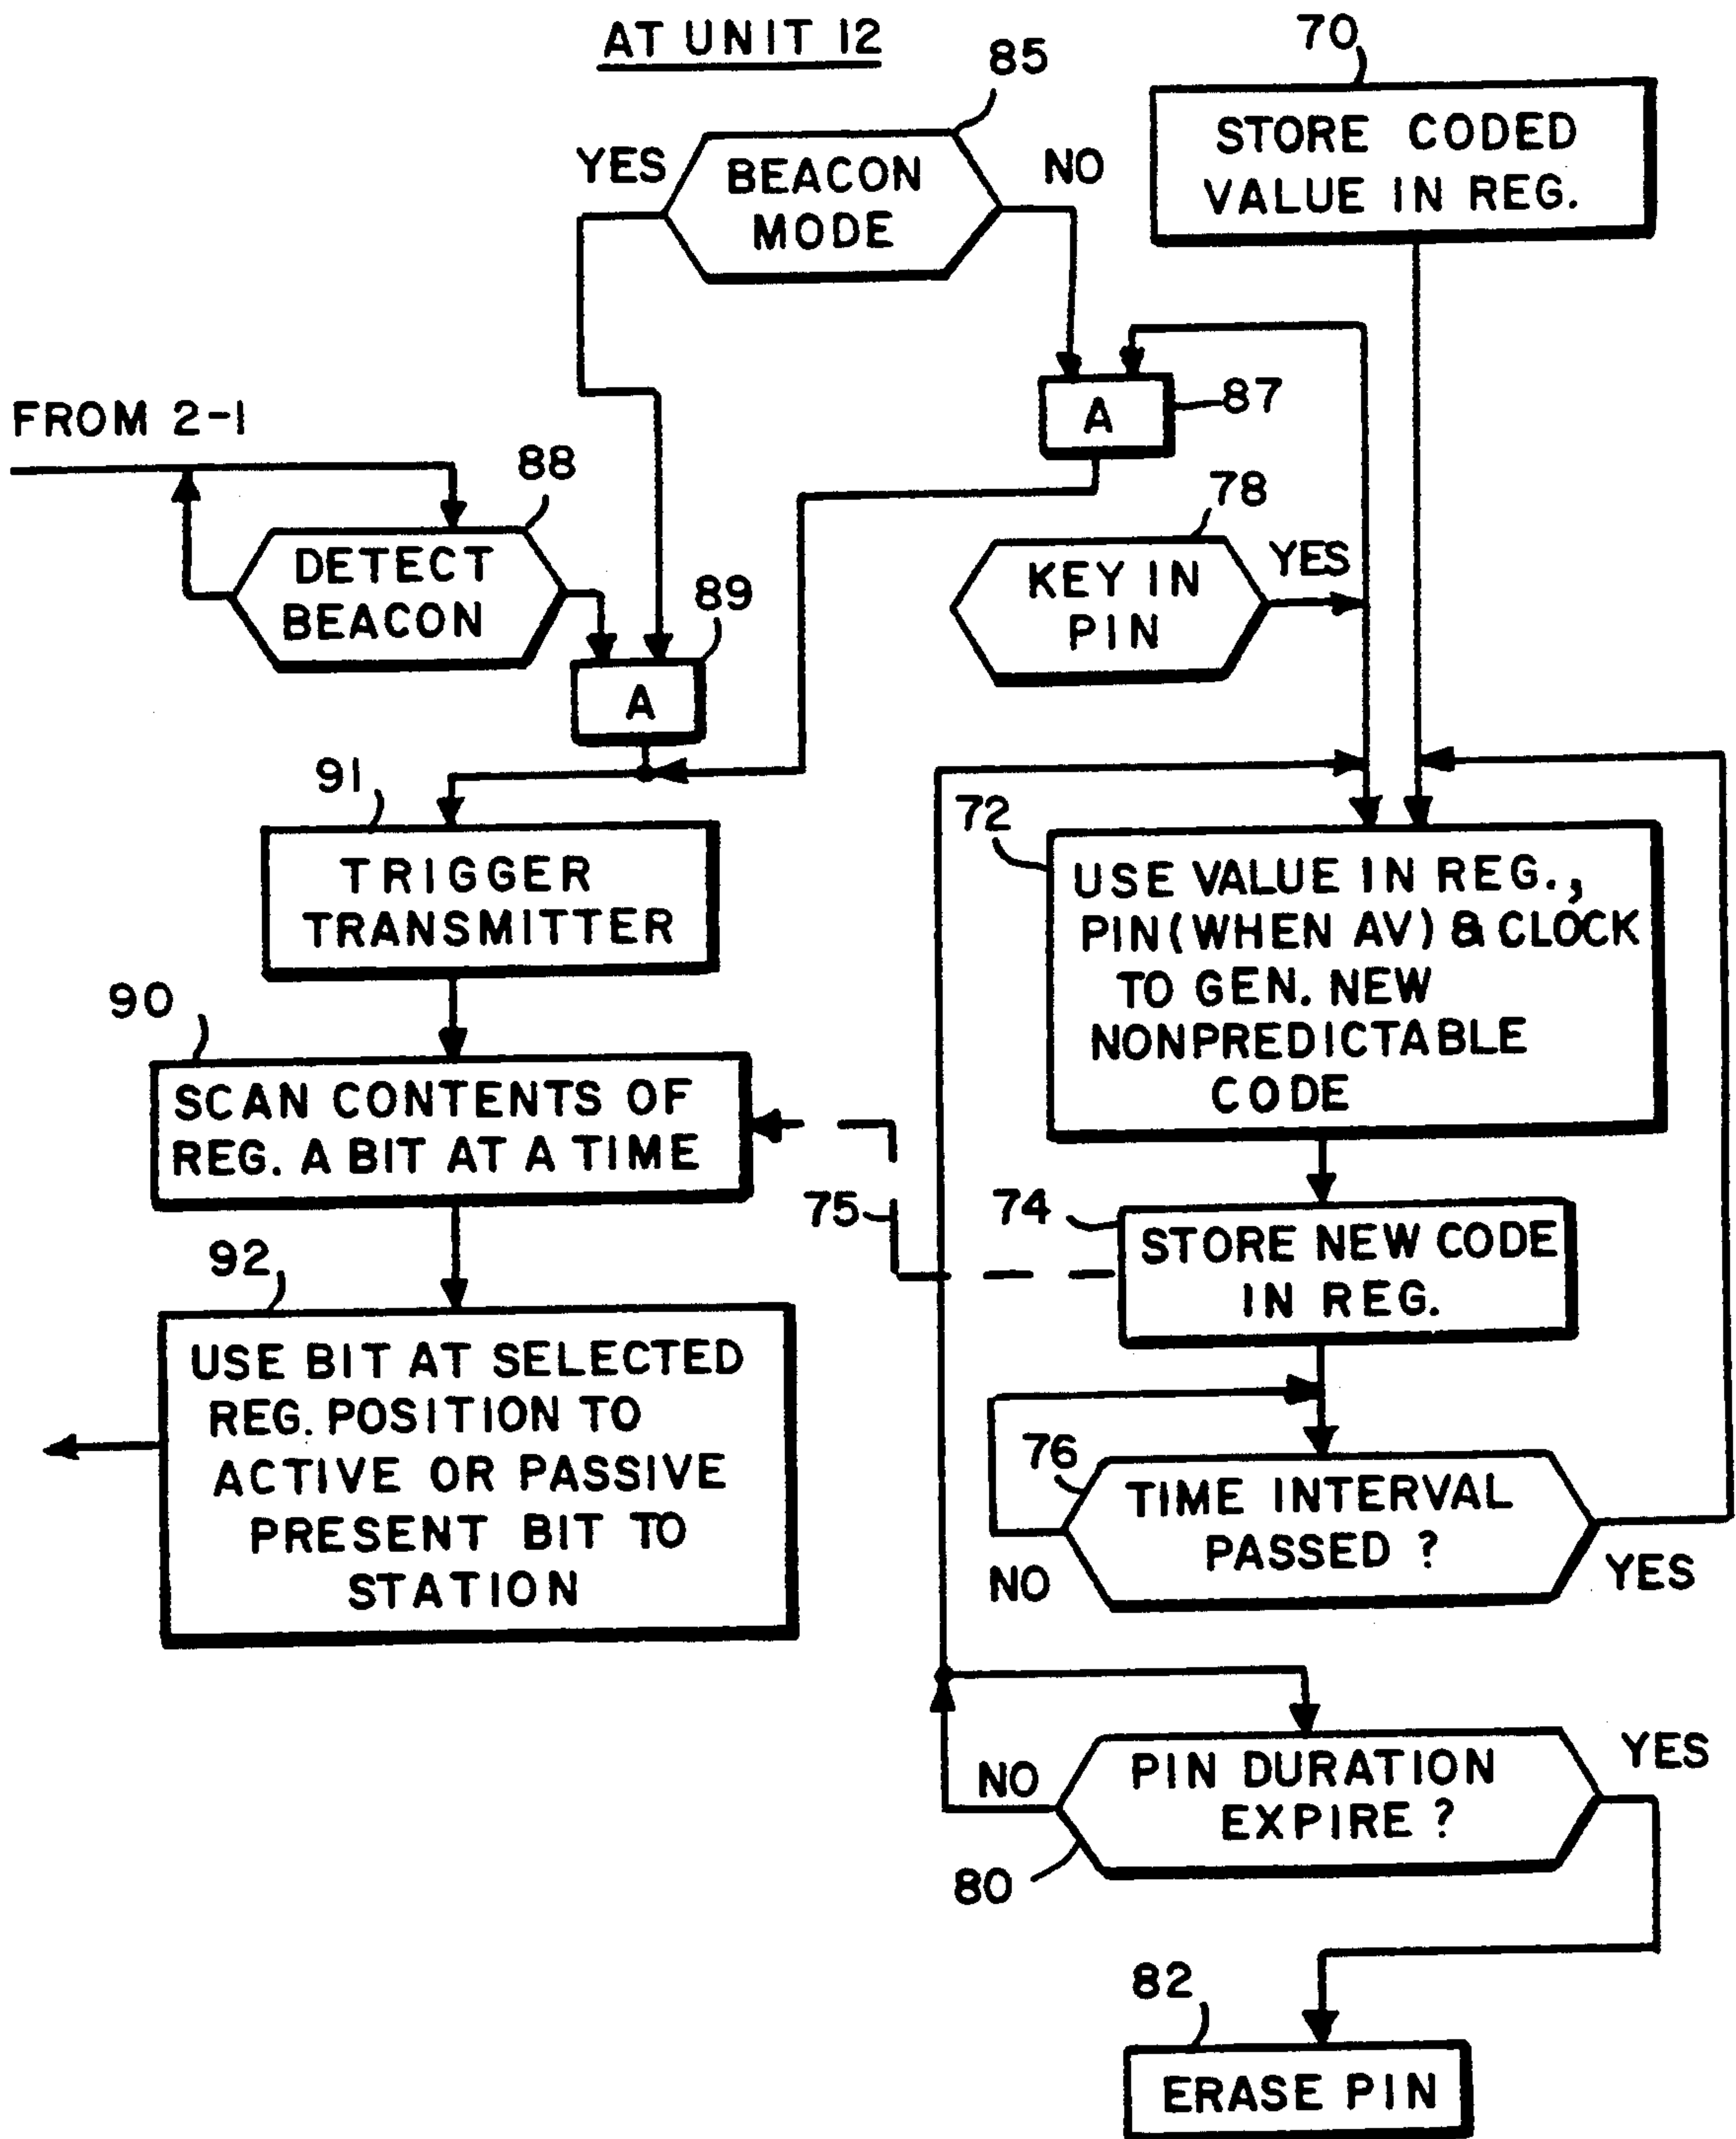 AT UNIT 12
85
70
YES
BEACON
MODE
NO
STORE CODED
VALUE IN REG.
A
87
FROM 2-1
88
DETECT
BEACON
78
KEY IN
PIN
YES
89
A
91
TRIGGER
TRANSMITTER
72
USE VALUE IN REG.,
PIN(WHEN AV) & CLOCK
TO GEN. NEW
NONPREDICTABLE
CODE
90
SCAN CONTENTS OF
REG. A BIT AT A TIME
75
74
STORE NEW CODE
IN REG.
92
USE BIT AT SELECTED
REG. POSITION TO
ACTIVE OR PASSIVE
PRESENT BIT TO
STATION
76
TIME INTERVAL
PASSED ?
NO
YES
NO
PIN DURATION
EXPIRE ?
YES
80
82
ERASE PIN